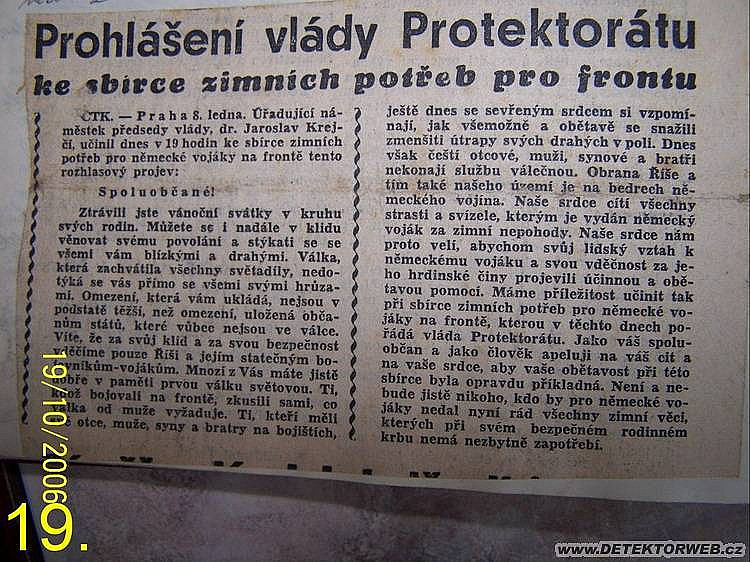 Prohlášení vlády Protektorátu
ke sbírce zimních potřeb pro frontu
ČTK. — Praha 8. ledna. Úřadující ná-
městek předsedy vlády, dr. Jaroslav Krej-
čí, učinil dnes v 19 hodin ke sbírce zimních
potřeb pro německé vojáky na frontě tento
rozhlasový projev:
Spoluobčané!
Ztrávili jste vánoční svátky v kruhu
svých rodin. Můžete se i nadále v klidu
věnovat svému povolání a stýkati se se
všemi vám blízkými a drahými. Válka,
která zachvátila všechny světadíly, nedo-
týká se vás přímo se všemi svými hrůza-
mi. Omezení, která vám ukládá, nejsou v
podstatě těžší, než omezení, uložená obča-
nům států, které vůbec nejsou ve válce.
Víte, že za svůj klid a za svou bezpečnost
vděčíme pouze Říši a jejím statečným bo-
vníkům-vojákům. Mnozí z Vás máte jistě
dobře v paměti prvou válku světovou. Ti,
kdož bojovali na frontě, zkusili sami, co
válka od muže vyžaduje. Ti, kteří měli
otce, muže, syny a bratry na bojištích,
ještě dnes se sevřeným srdcem si vzpomí-
nají, jak všemožně a obětavě se snažili
zmenšiti útrapy svých drahých v poli. Dnes
však čeští otcové, muži, synové a bratři
nekonají službu válečnou. Obrana Říše a
tím také našeho území je na bedrech ně-
meckého vojína. Naše srdce cítí všechny
strasti a svízele, kterým je vydán německý
voják za zimní nepohody. Naše srdce nám
proto velí, abychom svůj lidský vztah k
německému vojáku a svou vděčnost za je-
ho hrdinské činy projevili účinnou a obě-
tavou pomocí. Máme příležitost učinit tak
při sbírce zimních potřeb pro německé vo-
jáky na frontě, kterou v těchto dnech po-
řádá vláda Protektorátu. Jako váš spolu-
občan a jako člověk apeluji na váš cit a
na vaše srdce, aby vaše obětavost při této
sbírce byla opravdu příkladná. Není a ne-
bude jistě nikoho, kdo by pro německé vo-
jáky nedal nyní rád všechny zimní věci,
kterých při svém bezpečném rodinném
krbu nemá nezbytně zapotřebí.
19/10/2006
19.
www.DETEKTORWEB.cz